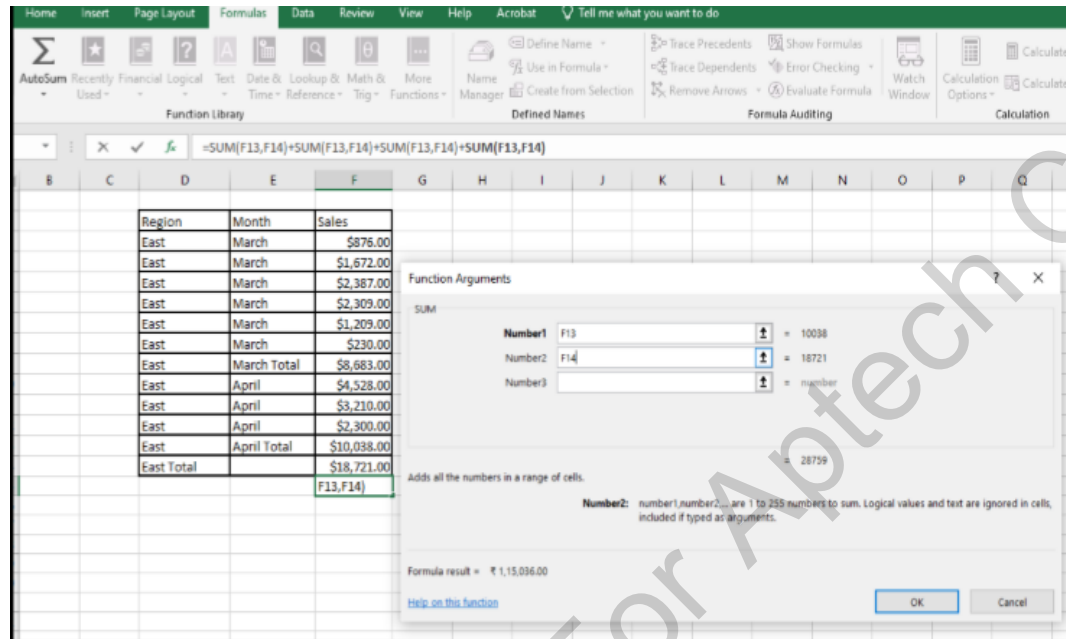 Home Insert Page Layout Formulas Data Review View Help Acrobat Tell me what you want to do
AutoSum Recently Used Financial Logical Text Date & Time Lookup & Reference Math & Trig More Functions
Function Library
Name Manager
Define Name
Use in Formula
Create from Selection
Defined Names
Trace Precedents Show Formulas
Trace Dependents Error Checking
Remove Arrows Evaluate Formula
Watch Window
Formula Auditing
Calculation Options
Calculate
Calculate
Calculation
fx =SUM(F13,F14)+SUM(F13,F14)+SUM(F13,F14)+SUM(F13,F14)
B C D E F G H I J K L M N O P Q
Region Month Sales
East March $876.00
East March $1,672.00
East March $2,387.00
East March $2,309.00
East March $1,209.00
East March $230.00
East March Total $8,683.00
East April $4,528.00
East April $3,210.00
East April $2,300.00
East April Total $10,038.00
East Total $18,721.00
F13,F14)
Function Arguments ? ×
SUM
Number1 F13 = 10038
Number2 F14 = 18721
Number3 = number
= 28759
Adds all the numbers in a range of cells.
Number2: number1,number2,... are 1 to 255 numbers to sum. Logical values and text are ignored in cells,
included if typed as arguments.
Formula result = ₹ 1,15,036.00
Help on this function
OK Cancel
For Aptech C